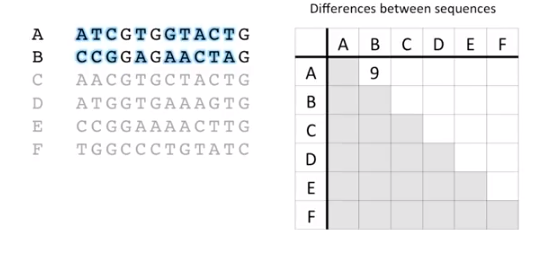 Differences between sequences
A ATCGTGGTACTG
B CCGGAGAACTAG
C AACGTGCTACTG
D ATGGTGAAAGTG
E CCGGAAAACTTG
F TGGCCCTGTATC
A B C D E F
A 9
B
C
D
E
F